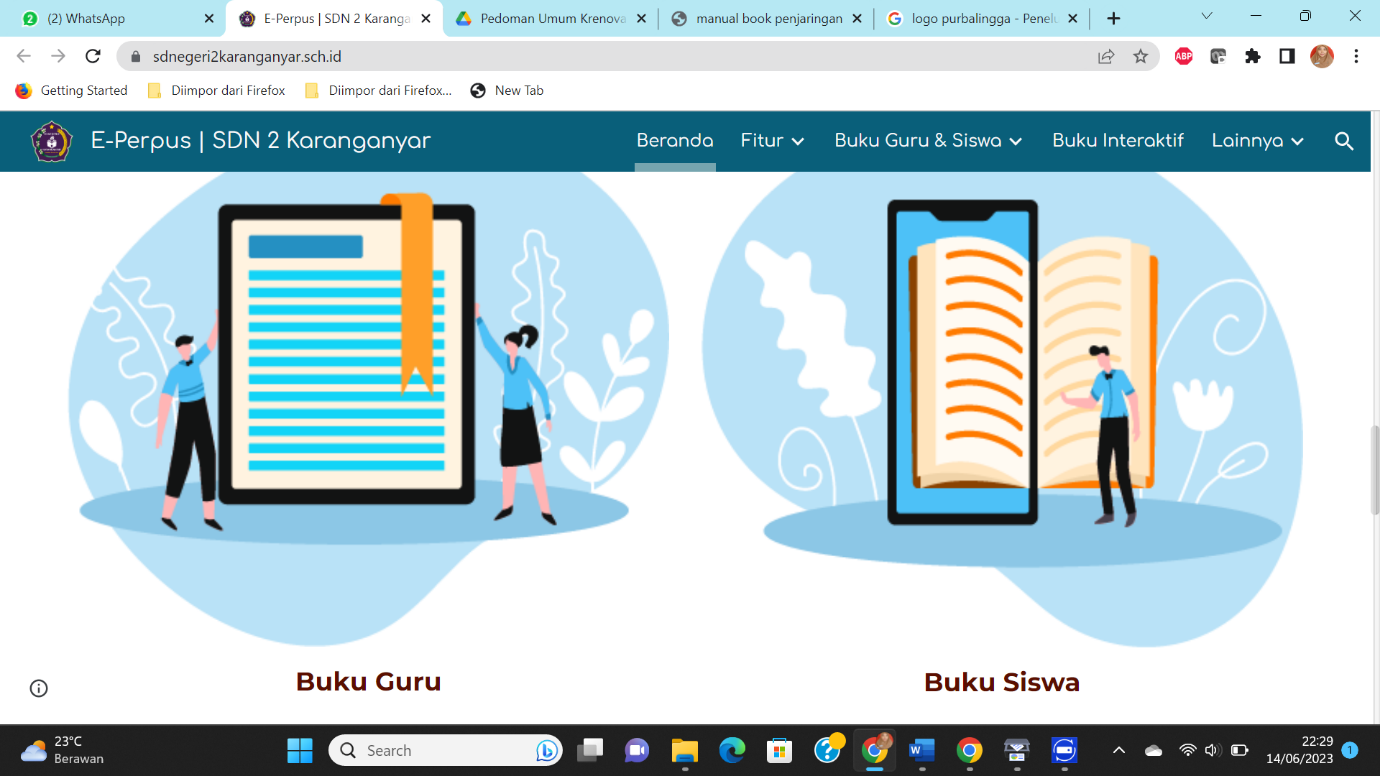 (2) WhatsApp
E-Perpus | SDN 2 Karanga
Pedoman Umum Krenova
manual book penjaringan
logo purbalingga - Penelu
sdnegeri2karanganyar.sch.id
ABP
Getting Started
Diimpor dari Firefox
Diimpor dari Firefox...
New Tab
E-Perpus | SDN 2 Karanganyar
Beranda
Fitur
Buku Guru & Siswa
Buku Interaktif
Lainnya
Buku Guru
Buku Siswa
23°C
Berawan
Search
22:29
14/06/2023
1